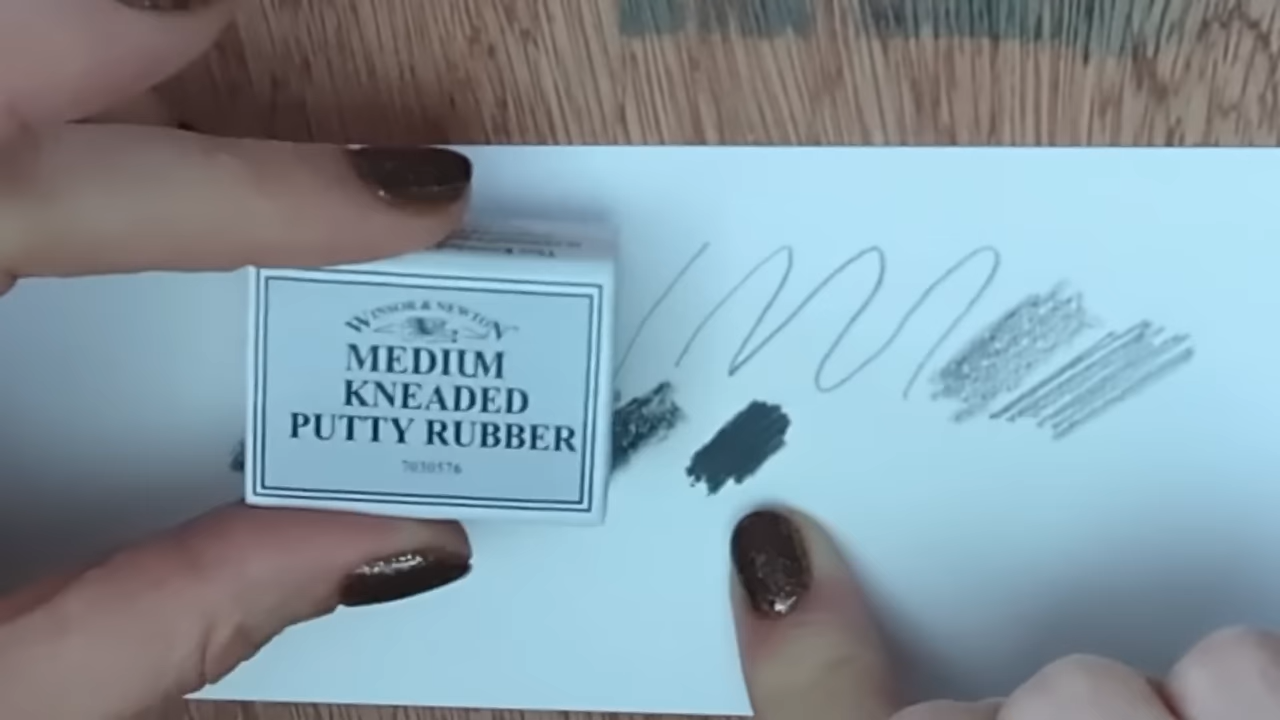 WINSOR & NEWTON
MEDIUM
KNEADED
PUTTY RUBBER
7030576